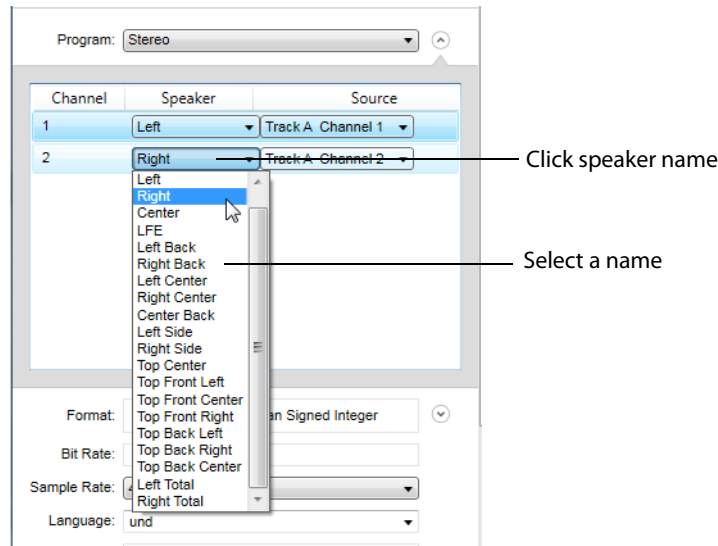 Program: Stereo
Channel Speaker Source
1 Left Track A Channel 1
2 Right Track A Channel 2
Click speaker name
Left
Right
Center
LFE
Left Back
Right Back
Select a name
Left Center
Right Center
Center Back
Left Side
Right Side
Top Center
Top Front Left
Top Front Center
Top Front Right
Top Back Left
Top Back Right
Top Back Center
Left Total
Right Total
Format: an Signed Integer
Bit Rate:
Sample Rate:
Language: und